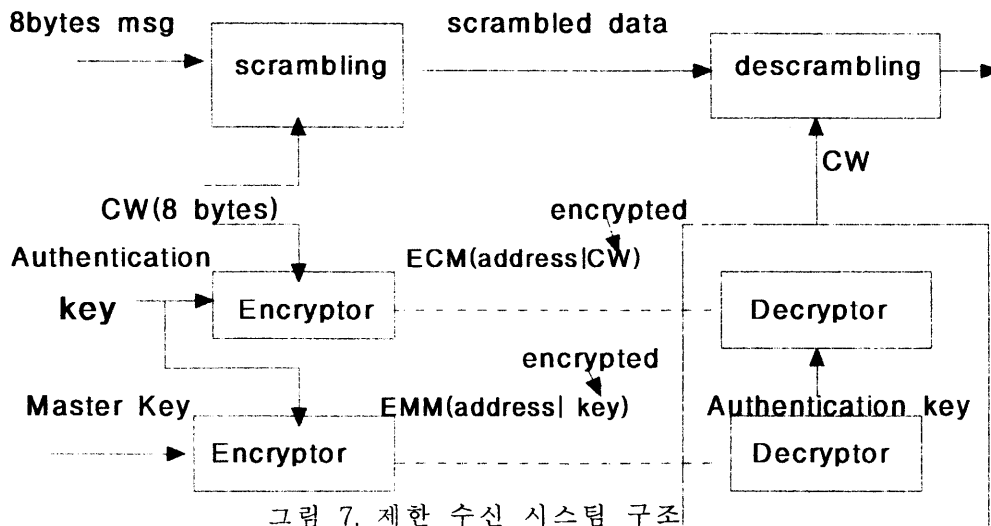 8bytes msg
scrambled data
scrambling
descrambling
CW
CW(8 bytes)
encrypted
Authentication
key
ECM(address|CW)
Encryptor
Decryptor
encrypted
Master Key
EMM(address| key)
Authentication key
Encryptor
Decryptor
그림 7. 제한 수신 시스팀 구조